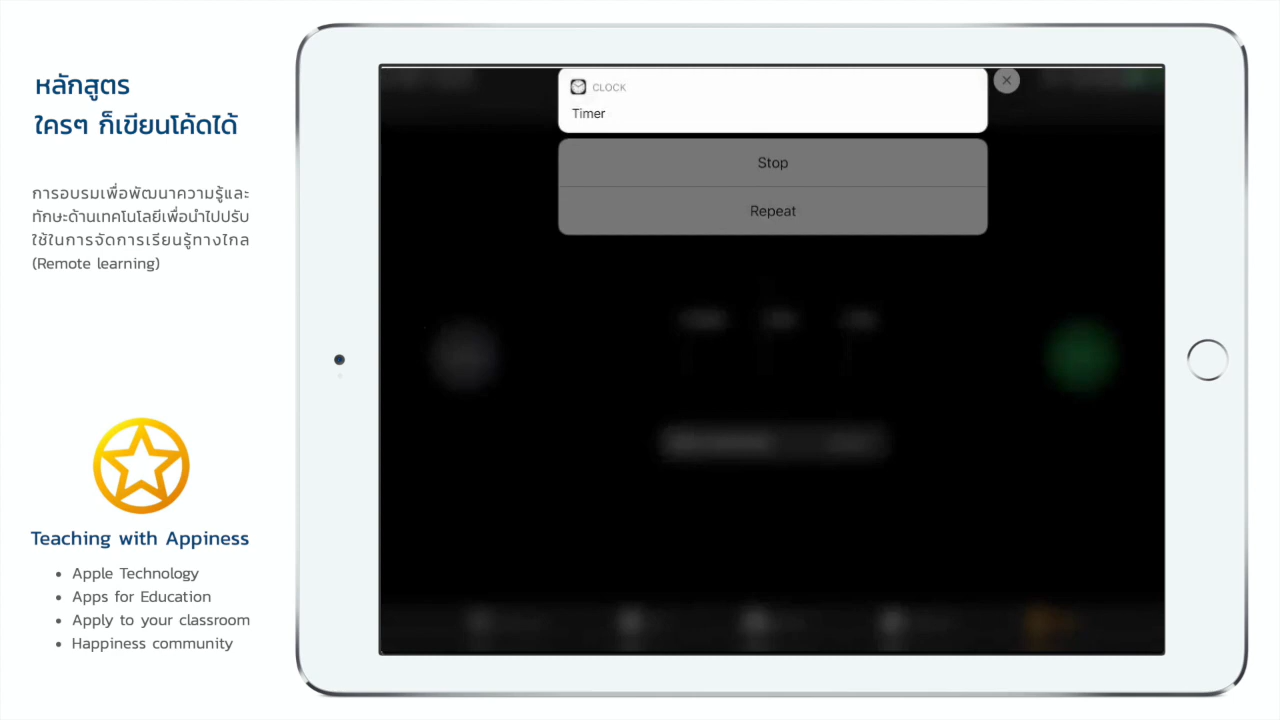 หลักสูตร
ใครๆ ก็เขียนโค้ดได้
การอบรมเพื่อพัฒนาความรู้และ
ทักษะด้านเทคโนโลยีเพื่อนำไปปรับ
ใช้ในการจัดการเรียนรู้ทางไกล
(Remote learning)
Teaching with Appiness
• Apple Technology
• Apps for Education
• Apply to your classroom
• Happiness community
CLOCK
Timer
Stop
Repeat